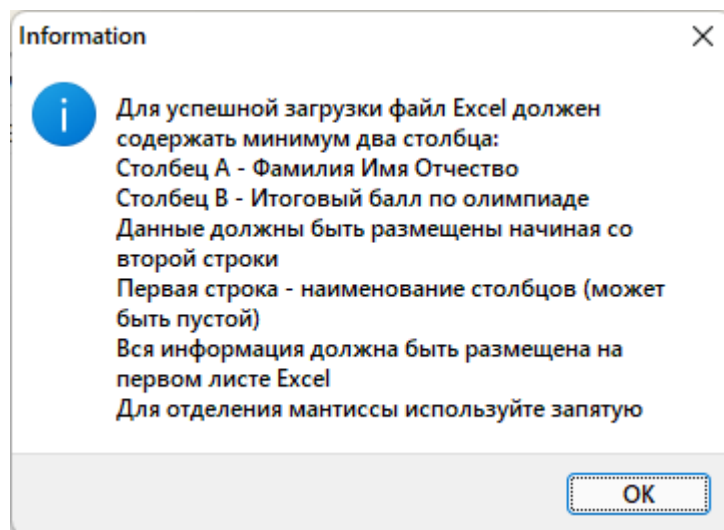 Information
Для успешной загрузки файл Excel должен
содержать минимум два столбца:
Столбец А - Фамилия Имя Отчество
Столбец В - Итоговый балл по олимпиаде
Данные должны быть размещены начиная со
второй строки
Первая строка - наименование столбцов (может
быть пустой)
Вся информация должна быть размещена на
первом листе Excel
Для отделения мантиссы используйте запятую
OK